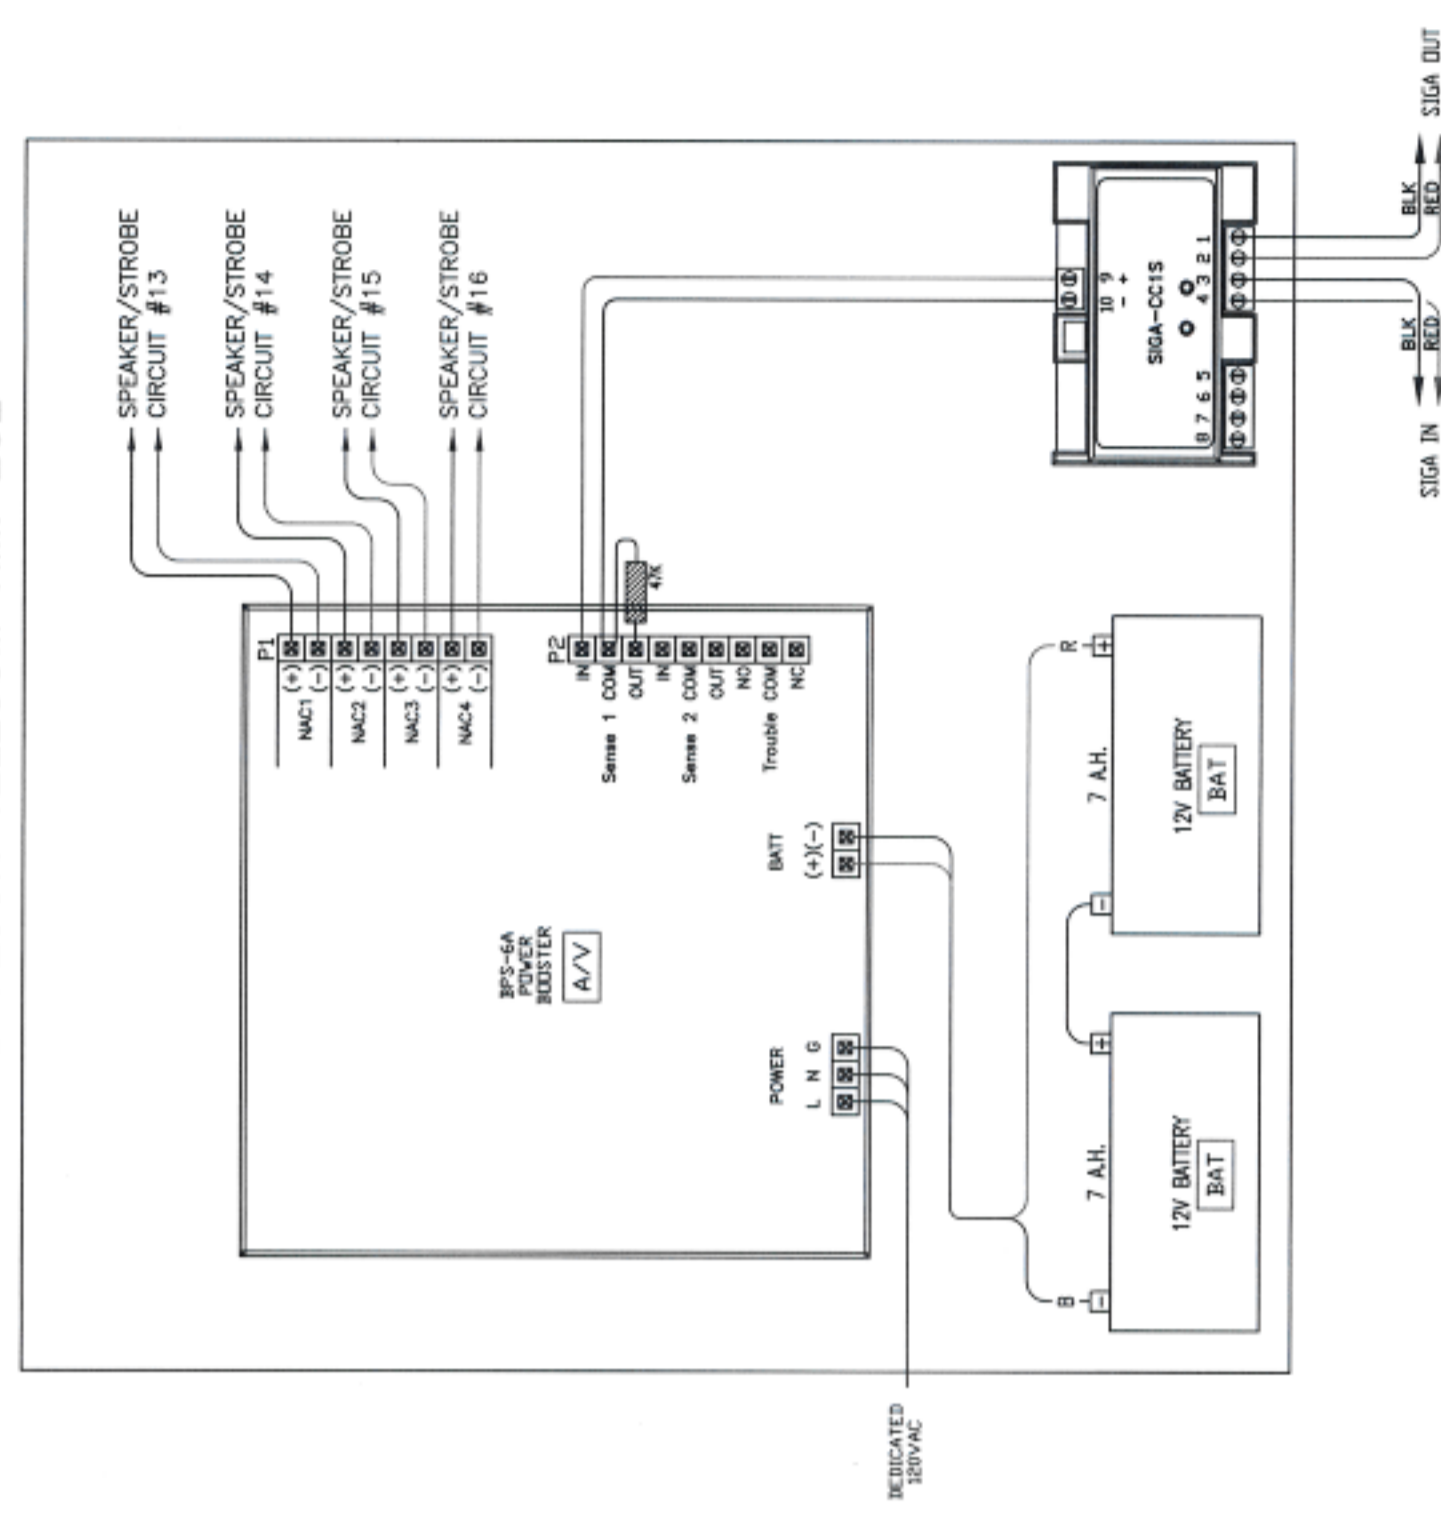 SPEAKER/STROBE
CIRCUIT #13
SPEAKER/STROBE
CIRCUIT #14
SPEAKER/STROBE
CIRCUIT #15
SPEAKER/STROBE
CIRCUIT #16
P1
(+)
(-)
(+)
(-)
(+)
(-)
(+)
(-)
NAC1
NAC2
NAC3
NAC4
P2
IN
Sense 1 COM
OUT
47K
IN
Sense 2 COM
OUT
NO
Trouble COM
NC
BPS-6A
POWER
BOOSTER
A/V
BATT
(+)(-)
POWER
L N G
DEDICATED
120VAC
10 9
- +
SIGA-CC1S
8 7 6 5 4 3 2 1
BLK
RED
SIGA OUT
BLK
RED
SIGA IN
B
-
+
7 A.H.
12V BATTERY
BAT
-
+
R
7 A.H.
12V BATTERY
BAT